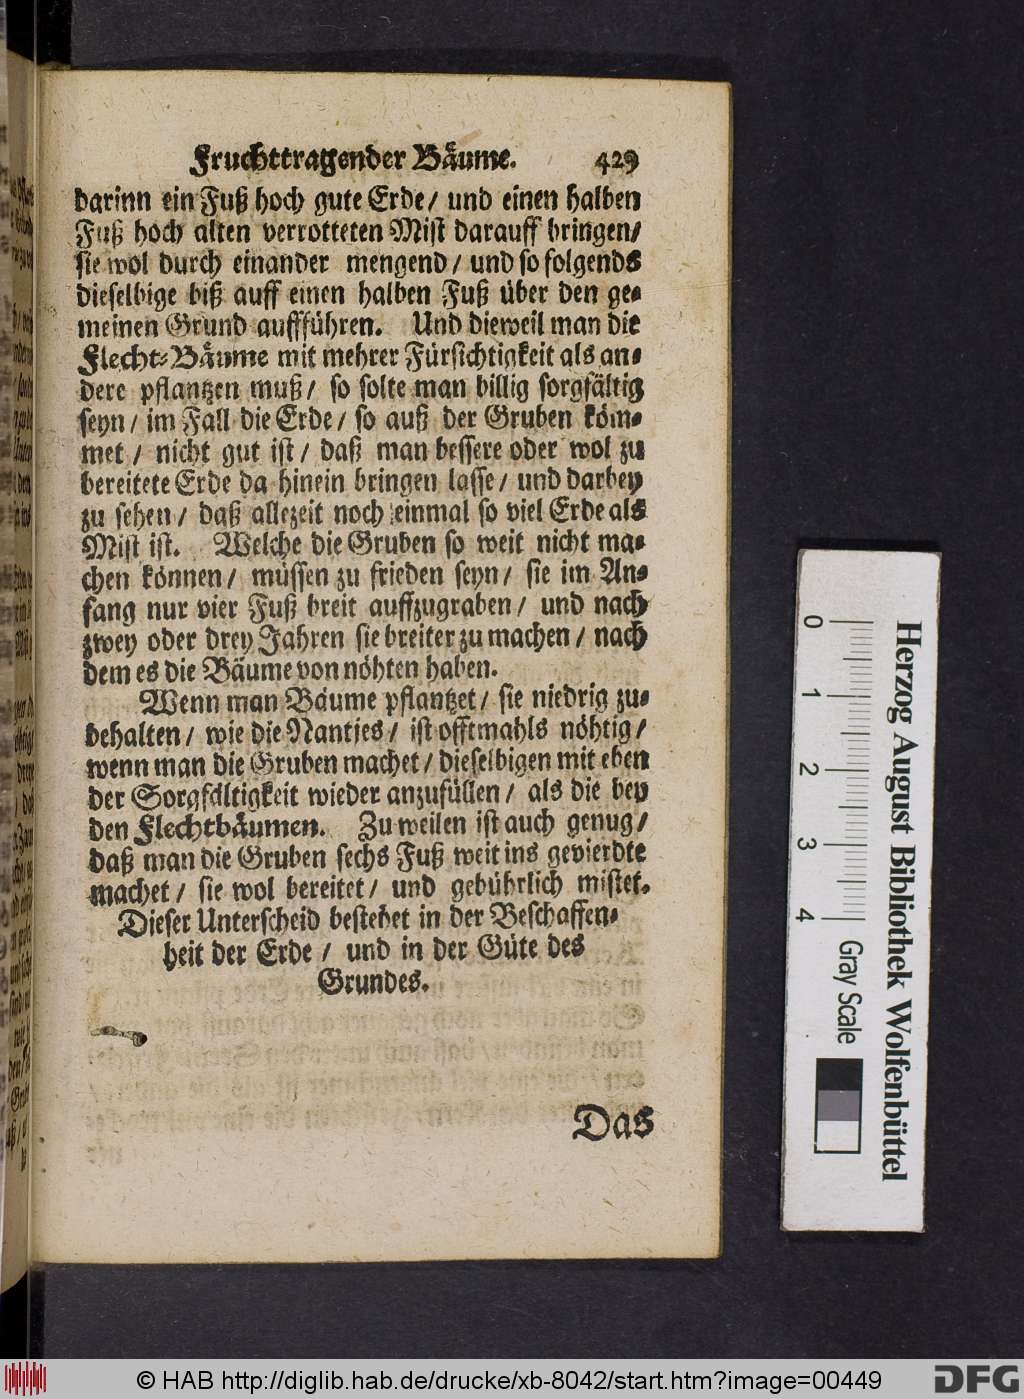 Fruchttragender Bäume. 429
darinn ein Fuß hoch gute Erde / und einen halben
Fuß hoch alten verrotteten Mist darauff bringen /
sie wol durch einander mengend / und so folgends
dieselbige biß auff einen halben Fuß über den ge-
meinen Grund auffführen. Und dieweil man die
Flecht-Bäume mit mehrer Fürsichtigkeit als an-
dere pflantzen muß / so solte man billig sorgfältig
seyn / im Fall die Erde / so auß der Gruben köm-
met / nicht gut ist / daß man bessere oder wol zu
bereitete Erde da hinein bringen lasse / und darbey
zu sehen / daß allezeit noch einmal so viel Erde als
Mist ist. Welche die Gruben so weit nicht ma-
chen können / müssen zu frieden seyn / sie im An-
fang nur vier Fuß breit auffzugraben / und nach
zwey oder drey Jahren sie breiter zu machen / nach
dem es die Bäume von nöhten haben.
Wenn man Bäume pflantzet / sie niedrig zu-
behalten / wie die Nantjes / ist offtmahls nöhtig /
wenn man die Gruben machet / dieselbigen mit eben
der Sorgfältigkeit wieder anzufüllen / als die bey
den Flechtbäumen. Zu weilen ist auch genug /
daß man die Gruben sechs Fuß weit ins gevierdte
machet / sie wol bereitet / und gebührlich mistet.
Dieser Unterscheid bestehet in der Beschaffen-
heit der Erde / und in der Güte des
Grundes.
Das
Herzog August Bibliothek Wolfenbüttel
0 1 2 3 4 Gray Scale
© HAB http://diglib.hab.de/drucke/xb-8042/start.htm?image=00449
DFG